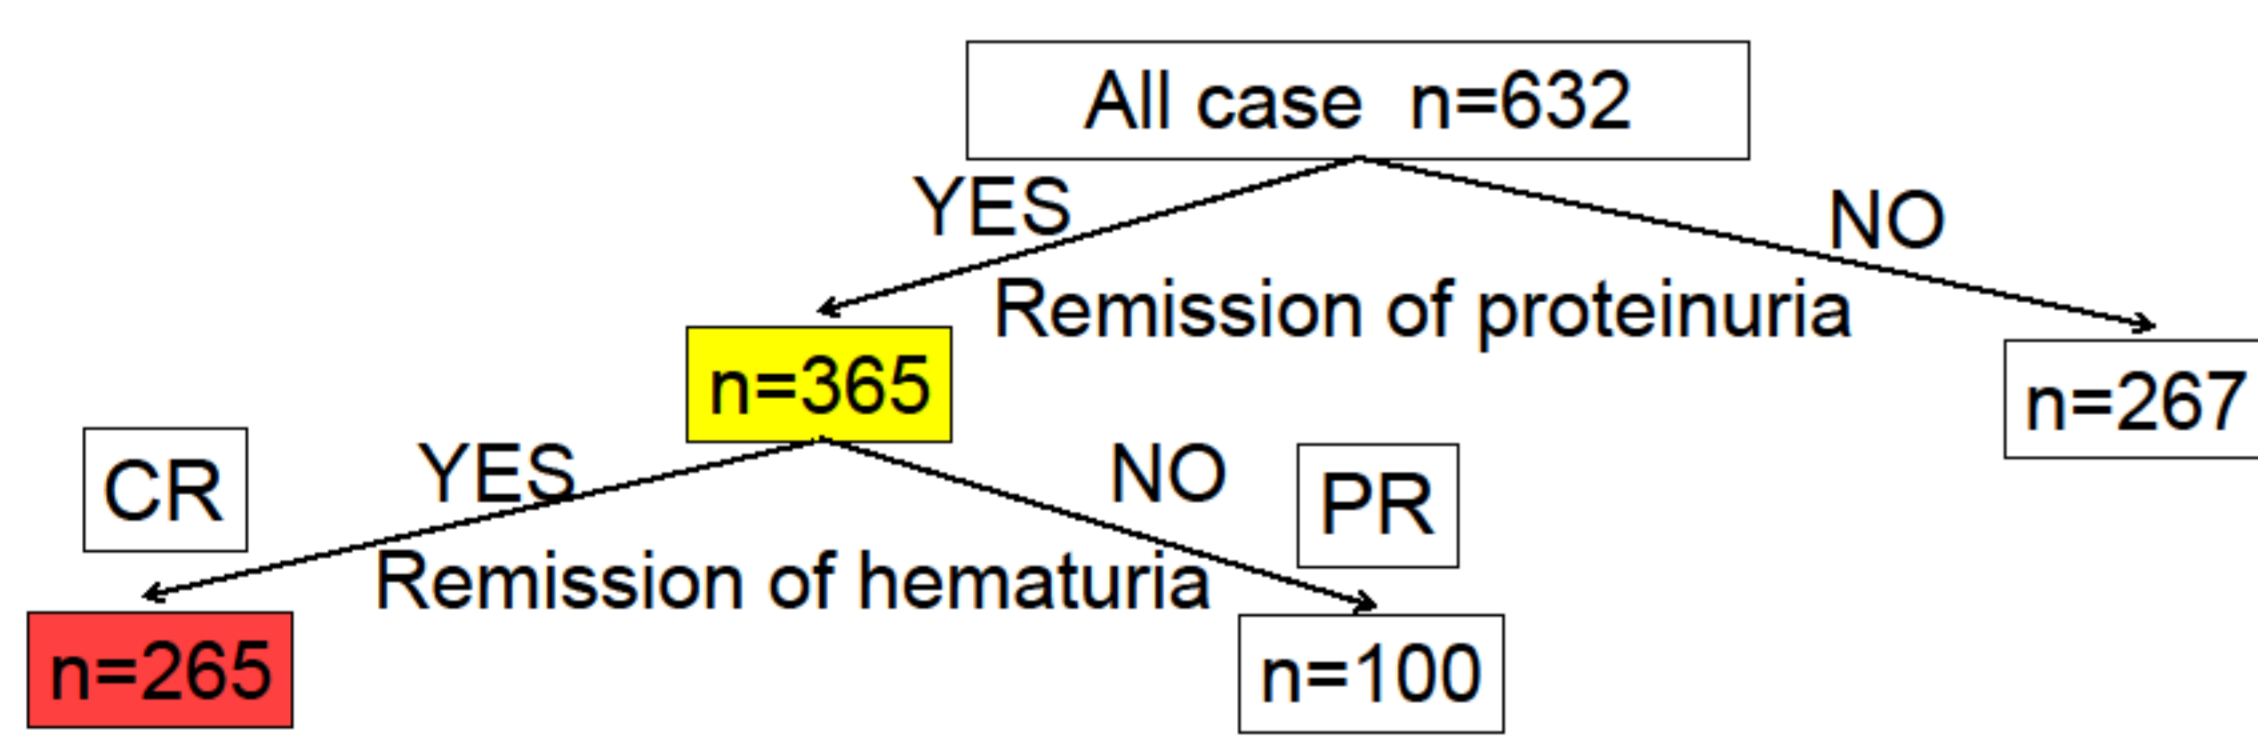 All case  n=632
YES
NO
Remission of proteinuria
n=365
n=267
CR
YES
NO
PR
Remission of hematuria
n=265
n=100